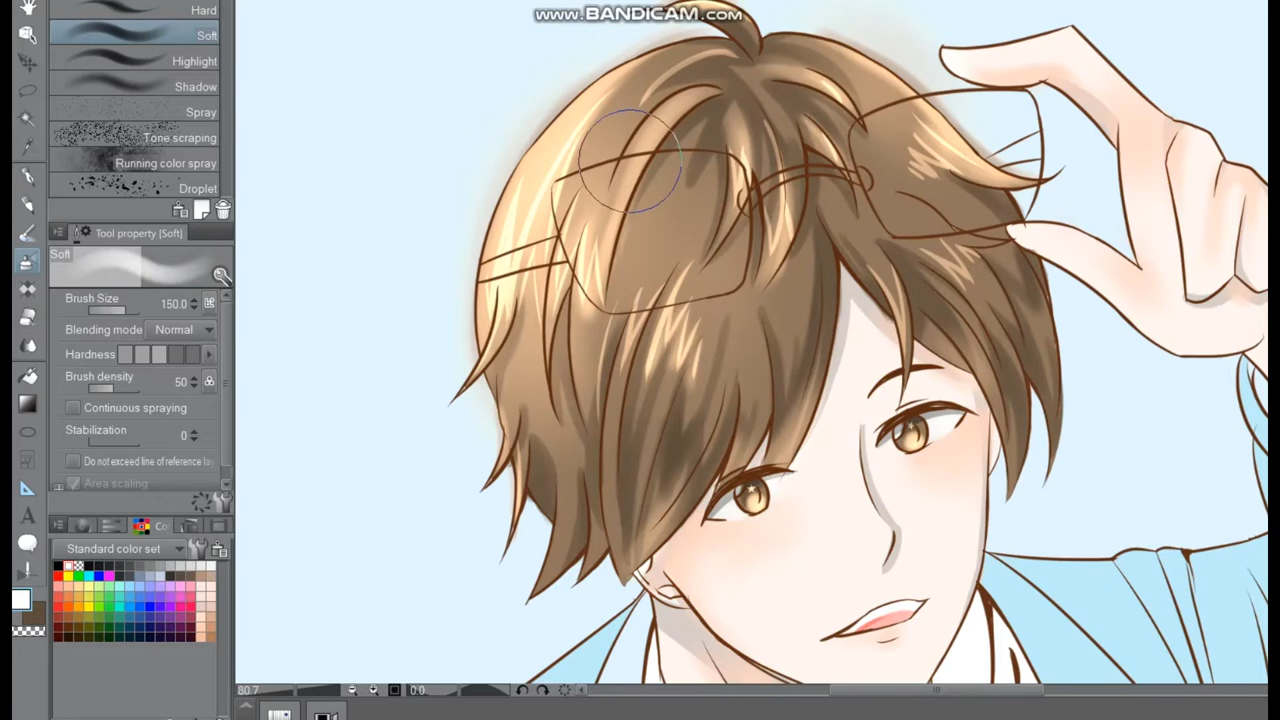 Hard
www.BANDICAM.com
Soft
Highlight
Shadow
Spray
Tone scraping
Running color spray
Droplet
Tool property [Soft]
Soft
Brush Size 150.0
Blending mode Normal
Hardness
Brush density 50
Continuous spraying
Stabilization 0
Do not exceed line of reference la
Area scaling
Co
Standard color set
80.7 0.0